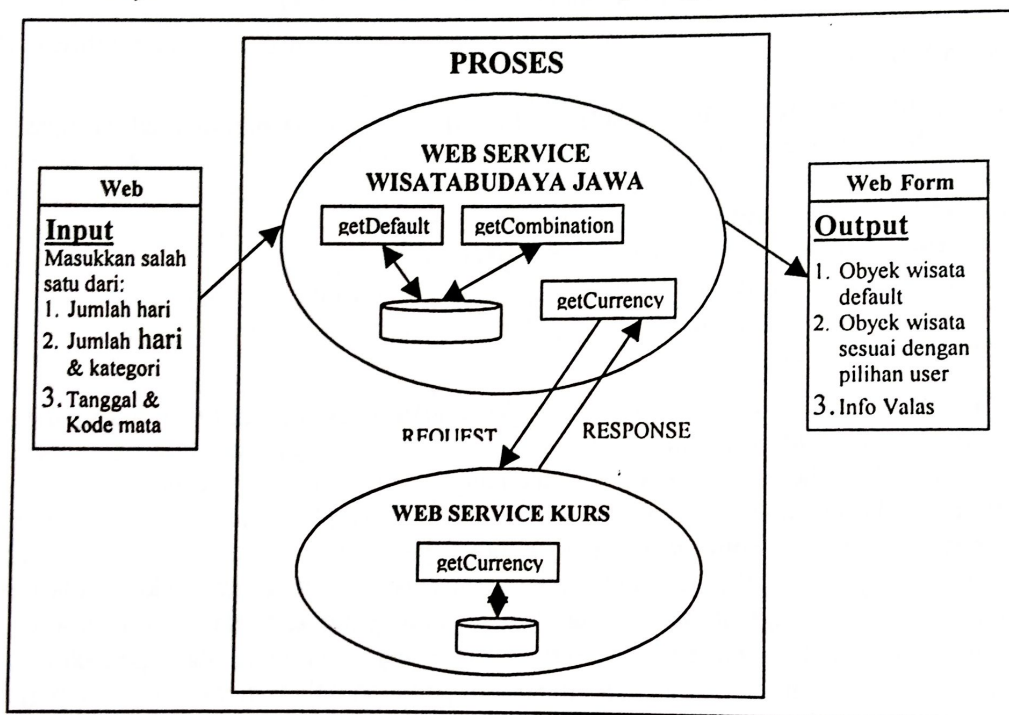 PROSES
WEB SERVICE
WISATABUDAYA JAWA
getDefault
getCombination
getCurrency
Web
Input
Masukkan salah
satu dari:
1. Jumlah hari
2. Jumlah hari
& kategori
3. Tanggal &
Kode mata
Web Form
Output
1. Obyek wisata
default
2. Obyek wisata
sesuai dengan
pilihan user
3. Info Valas
REQUEST
RESPONSE
WEB SERVICE KURS
getCurrency